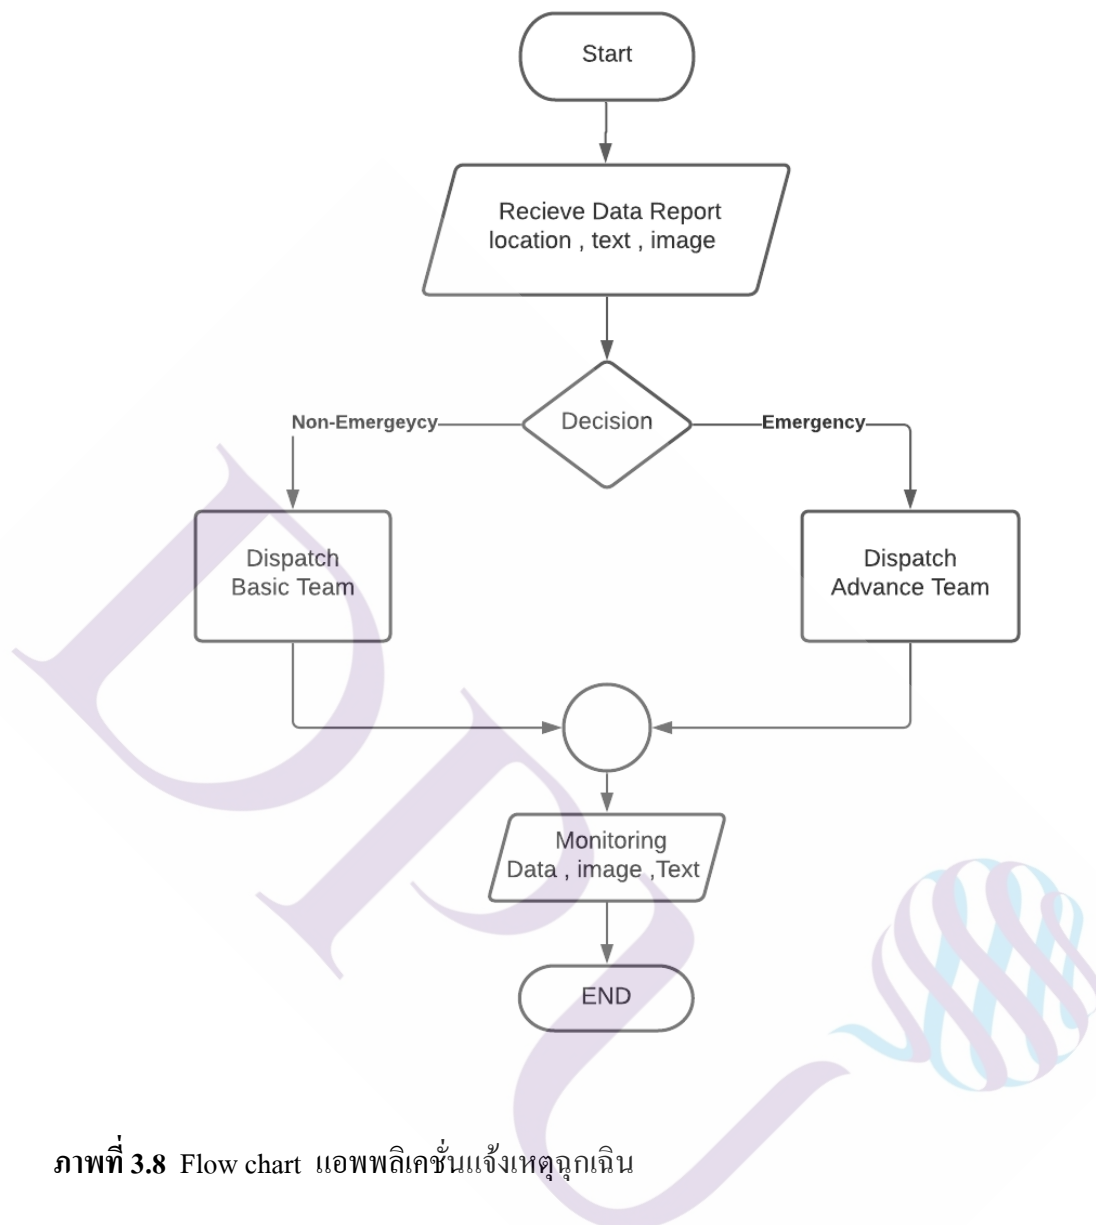 Start
Recieve Data Report
location , text , image
Decision
Non-Emergeycy
Emergency
Dispatch
Basic Team
Dispatch
Advance Team
Monitoring
Data , image ,Text
END
DPU
ภาพที่ 3.8 Flow chart แอพพลิเคชั่นแจ้งเหตุฉุกเฉิน